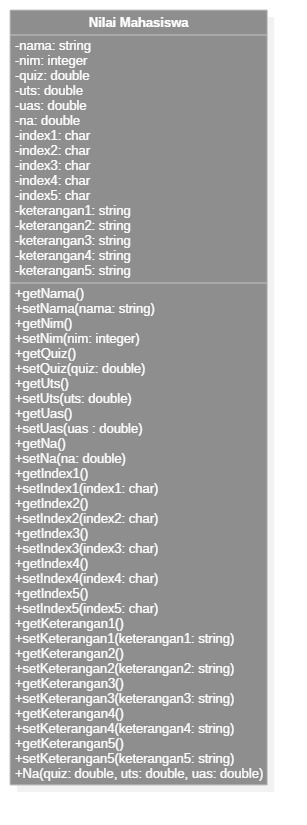 Nilai Mahasiswa
-nama: string
-nim: integer
-quiz: double
-uts: double
-uas: double
-na: double
-index1: char
-index2: char
-index3: char
-index4: char
-index5: char
-keterangan1: string
-keterangan2: string
-keterangan3: string
-keterangan4: string
-keterangan5: string
+getNama()
+setNama(nama: string)
+getNim()
+setNim(nim: integer)
+getQuiz()
+setQuiz(quiz: double)
+getUts()
+setUts(uts: double)
+getUas()
+setUas(uas : double)
+getNa()
+setNa(na: double)
+getIndex1()
+setIndex1(index1: char)
+getIndex2()
+setIndex2(index2: char)
+getIndex3()
+setIndex3(index3: char)
+getIndex4()
+setIndex4(index4: char)
+getIndex5()
+setIndex5(index5: char)
+getKeterangan1()
+setKeterangan1(keterangan1: string)
+getKeterangan2()
+setKeterangan2(keterangan2: string)
+getKeterangan3()
+setKeterangan3(keterangan3: string)
+getKeterangan4()
+setKeterangan4(keterangan4: string)
+getKeterangan5()
+setKeterangan5(keterangan5: string)
+Na(quiz: double, uts: double, uas: double)